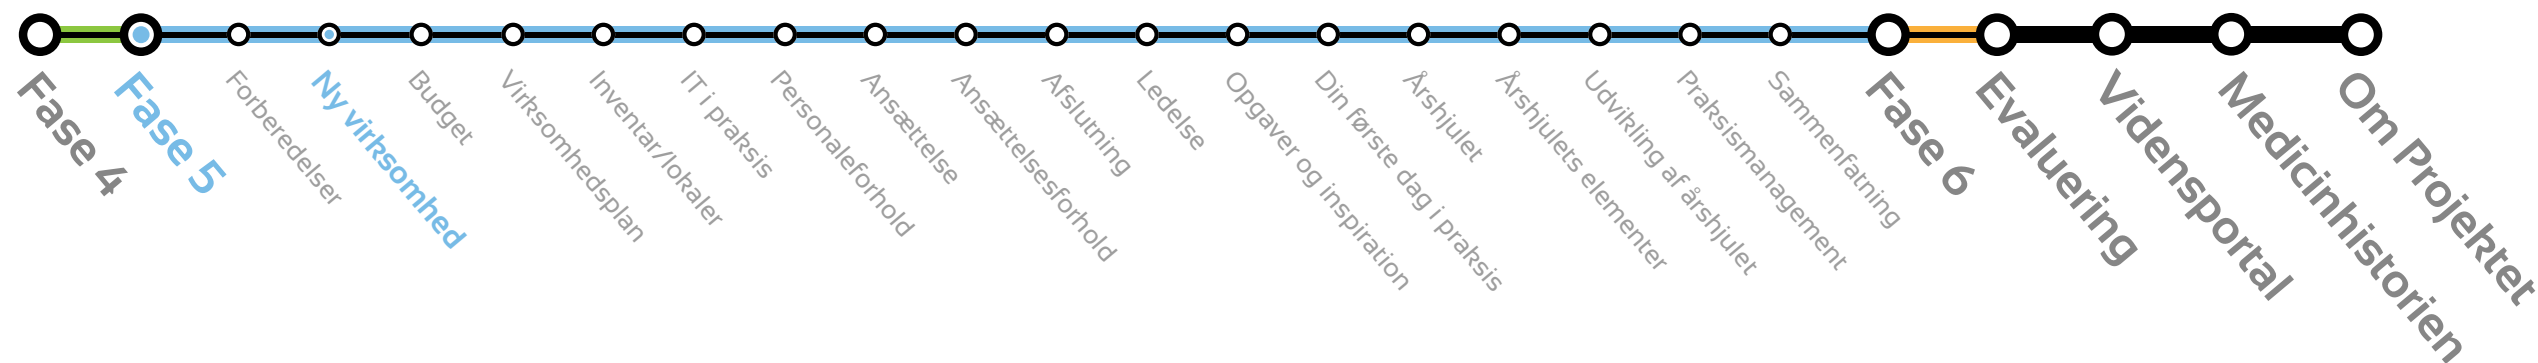 Fase 4
Fase 5
Forberedelser
Ny virksomhed
Budget
Virksomhedsplan
Inventar/lokaler
IT i praksis
Personaleforhold
Ansættelse
Ansættelsesforhold
Afslutning
Ledelse
Opgaver og inspiration
Din første dag i praksis
Årshjulet
Årshjulets elementer
Udvikling af årshjulet
Praksismanagement
Sammenfatning
Fase 6
Evaluering
Vidensportal
Medicinhistorien
Om Projektet